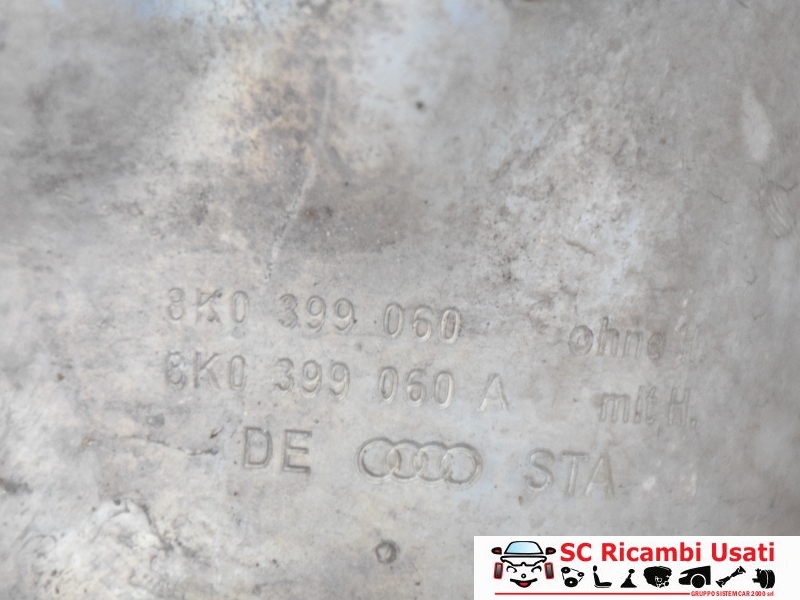 8K0 399 060 ohne H.
8K0 399 060 A mit H.
DE STA
SC Ricambi Usati
GRUPPO SISTEMCAR 2000 srl